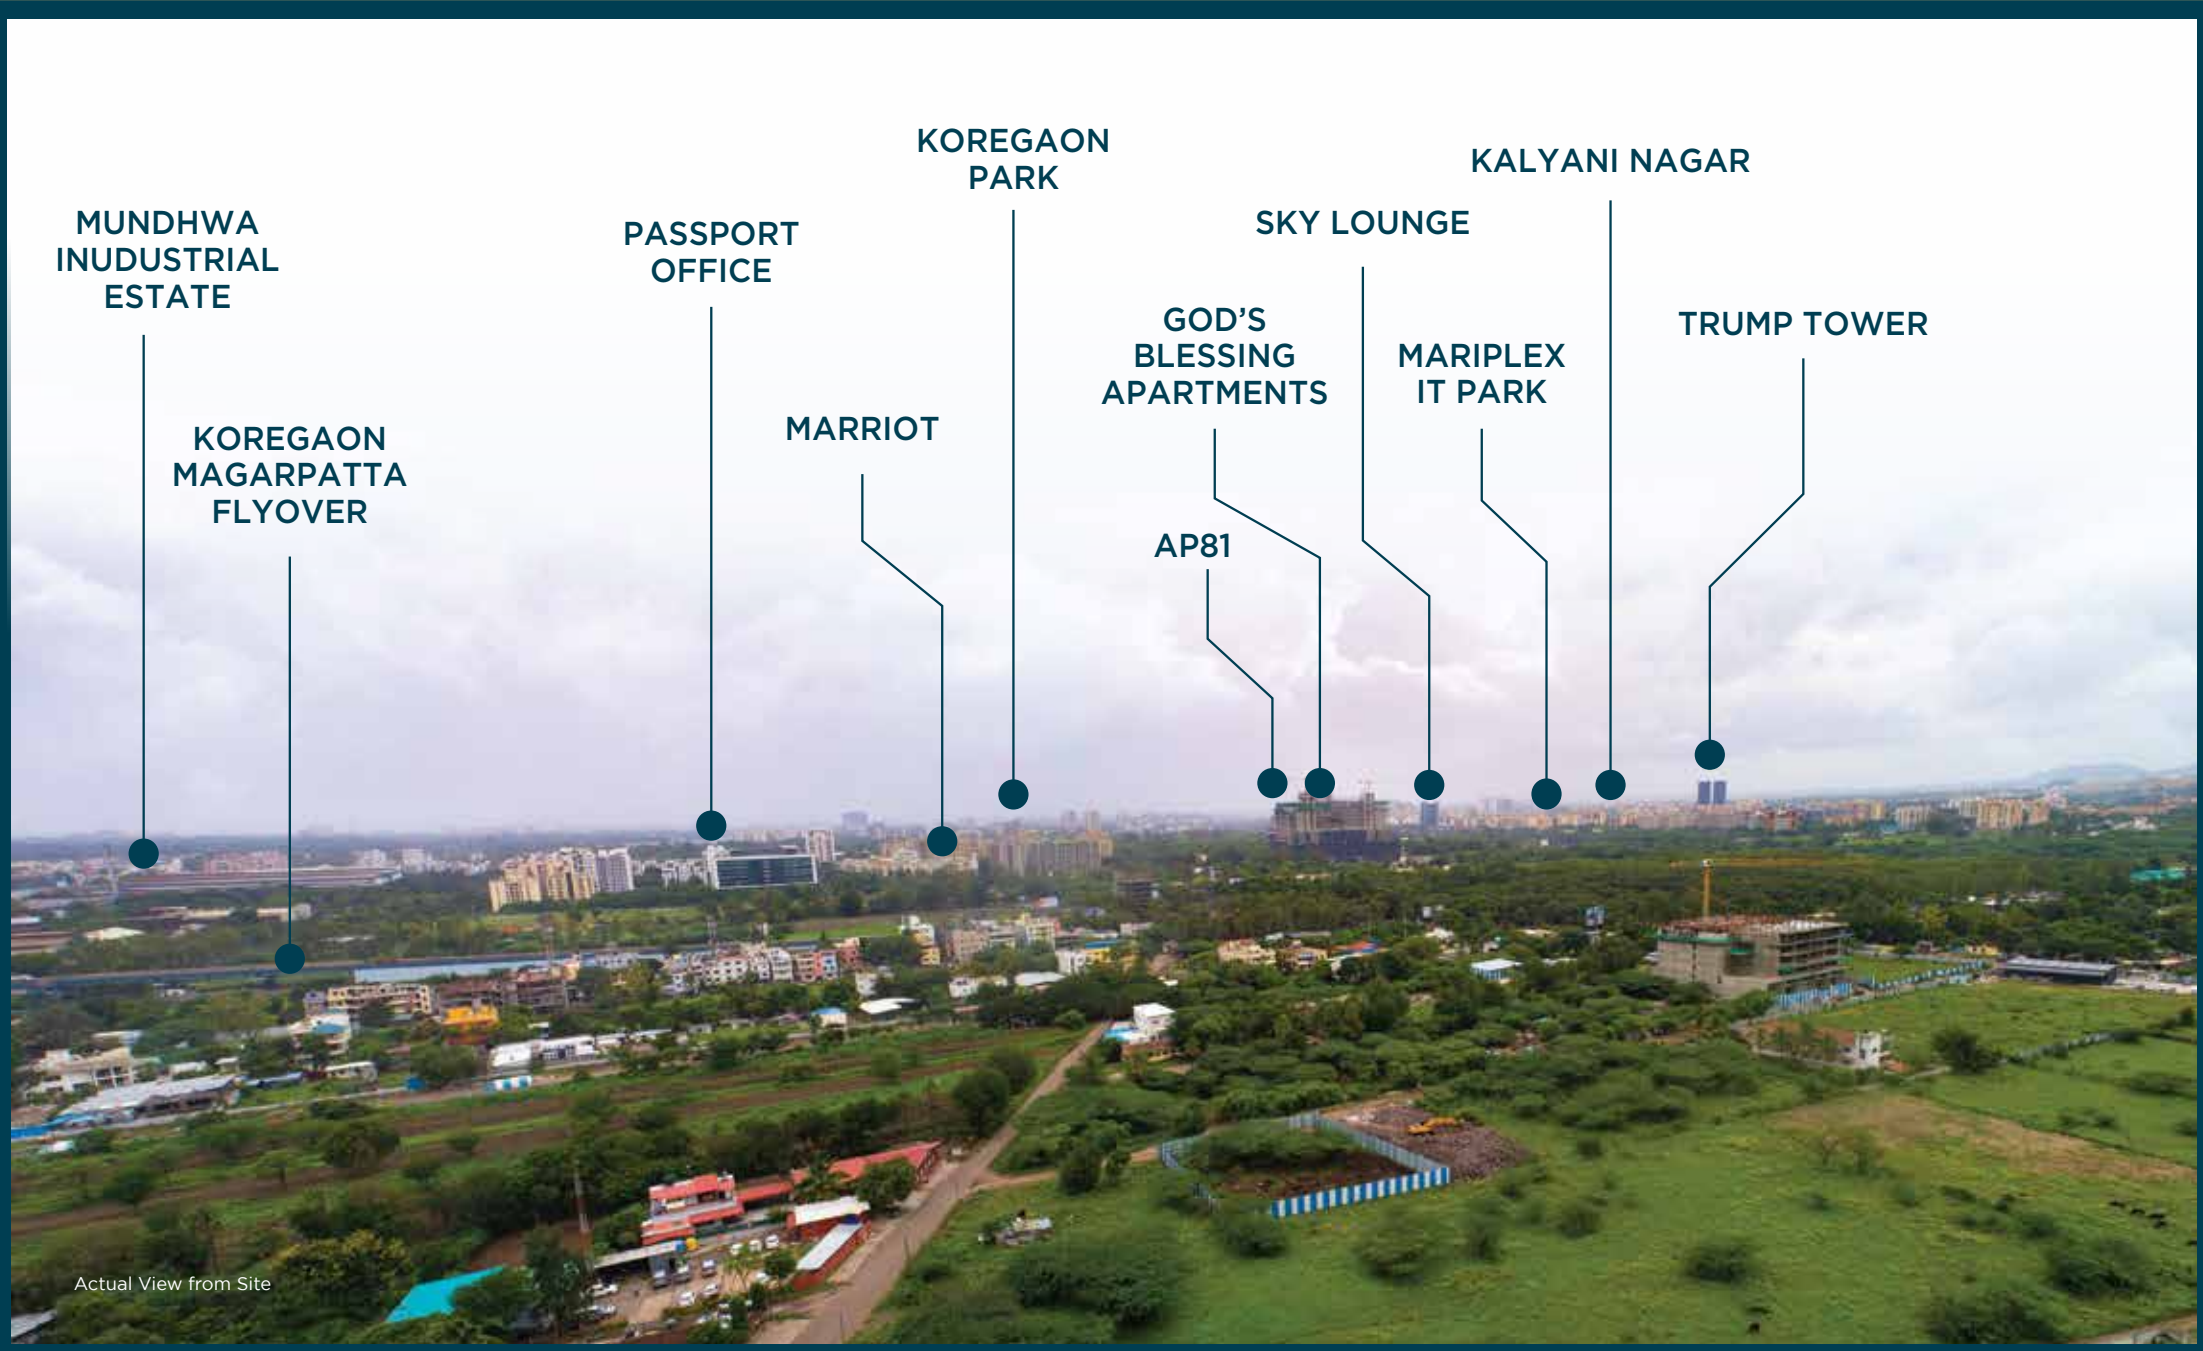 MUNDHWA
INUDUSTRIAL
ESTATE
KOREGAON
MAGARPATTA
FLYOVER
PASSPORT
OFFICE
MARRIOT
KOREGAON
PARK
AP81
GOD'S
BLESSING
APARTMENTS
SKY LOUNGE
MARIPLEX
IT PARK
KALYANI NAGAR
TRUMP TOWER
Actual View from Site